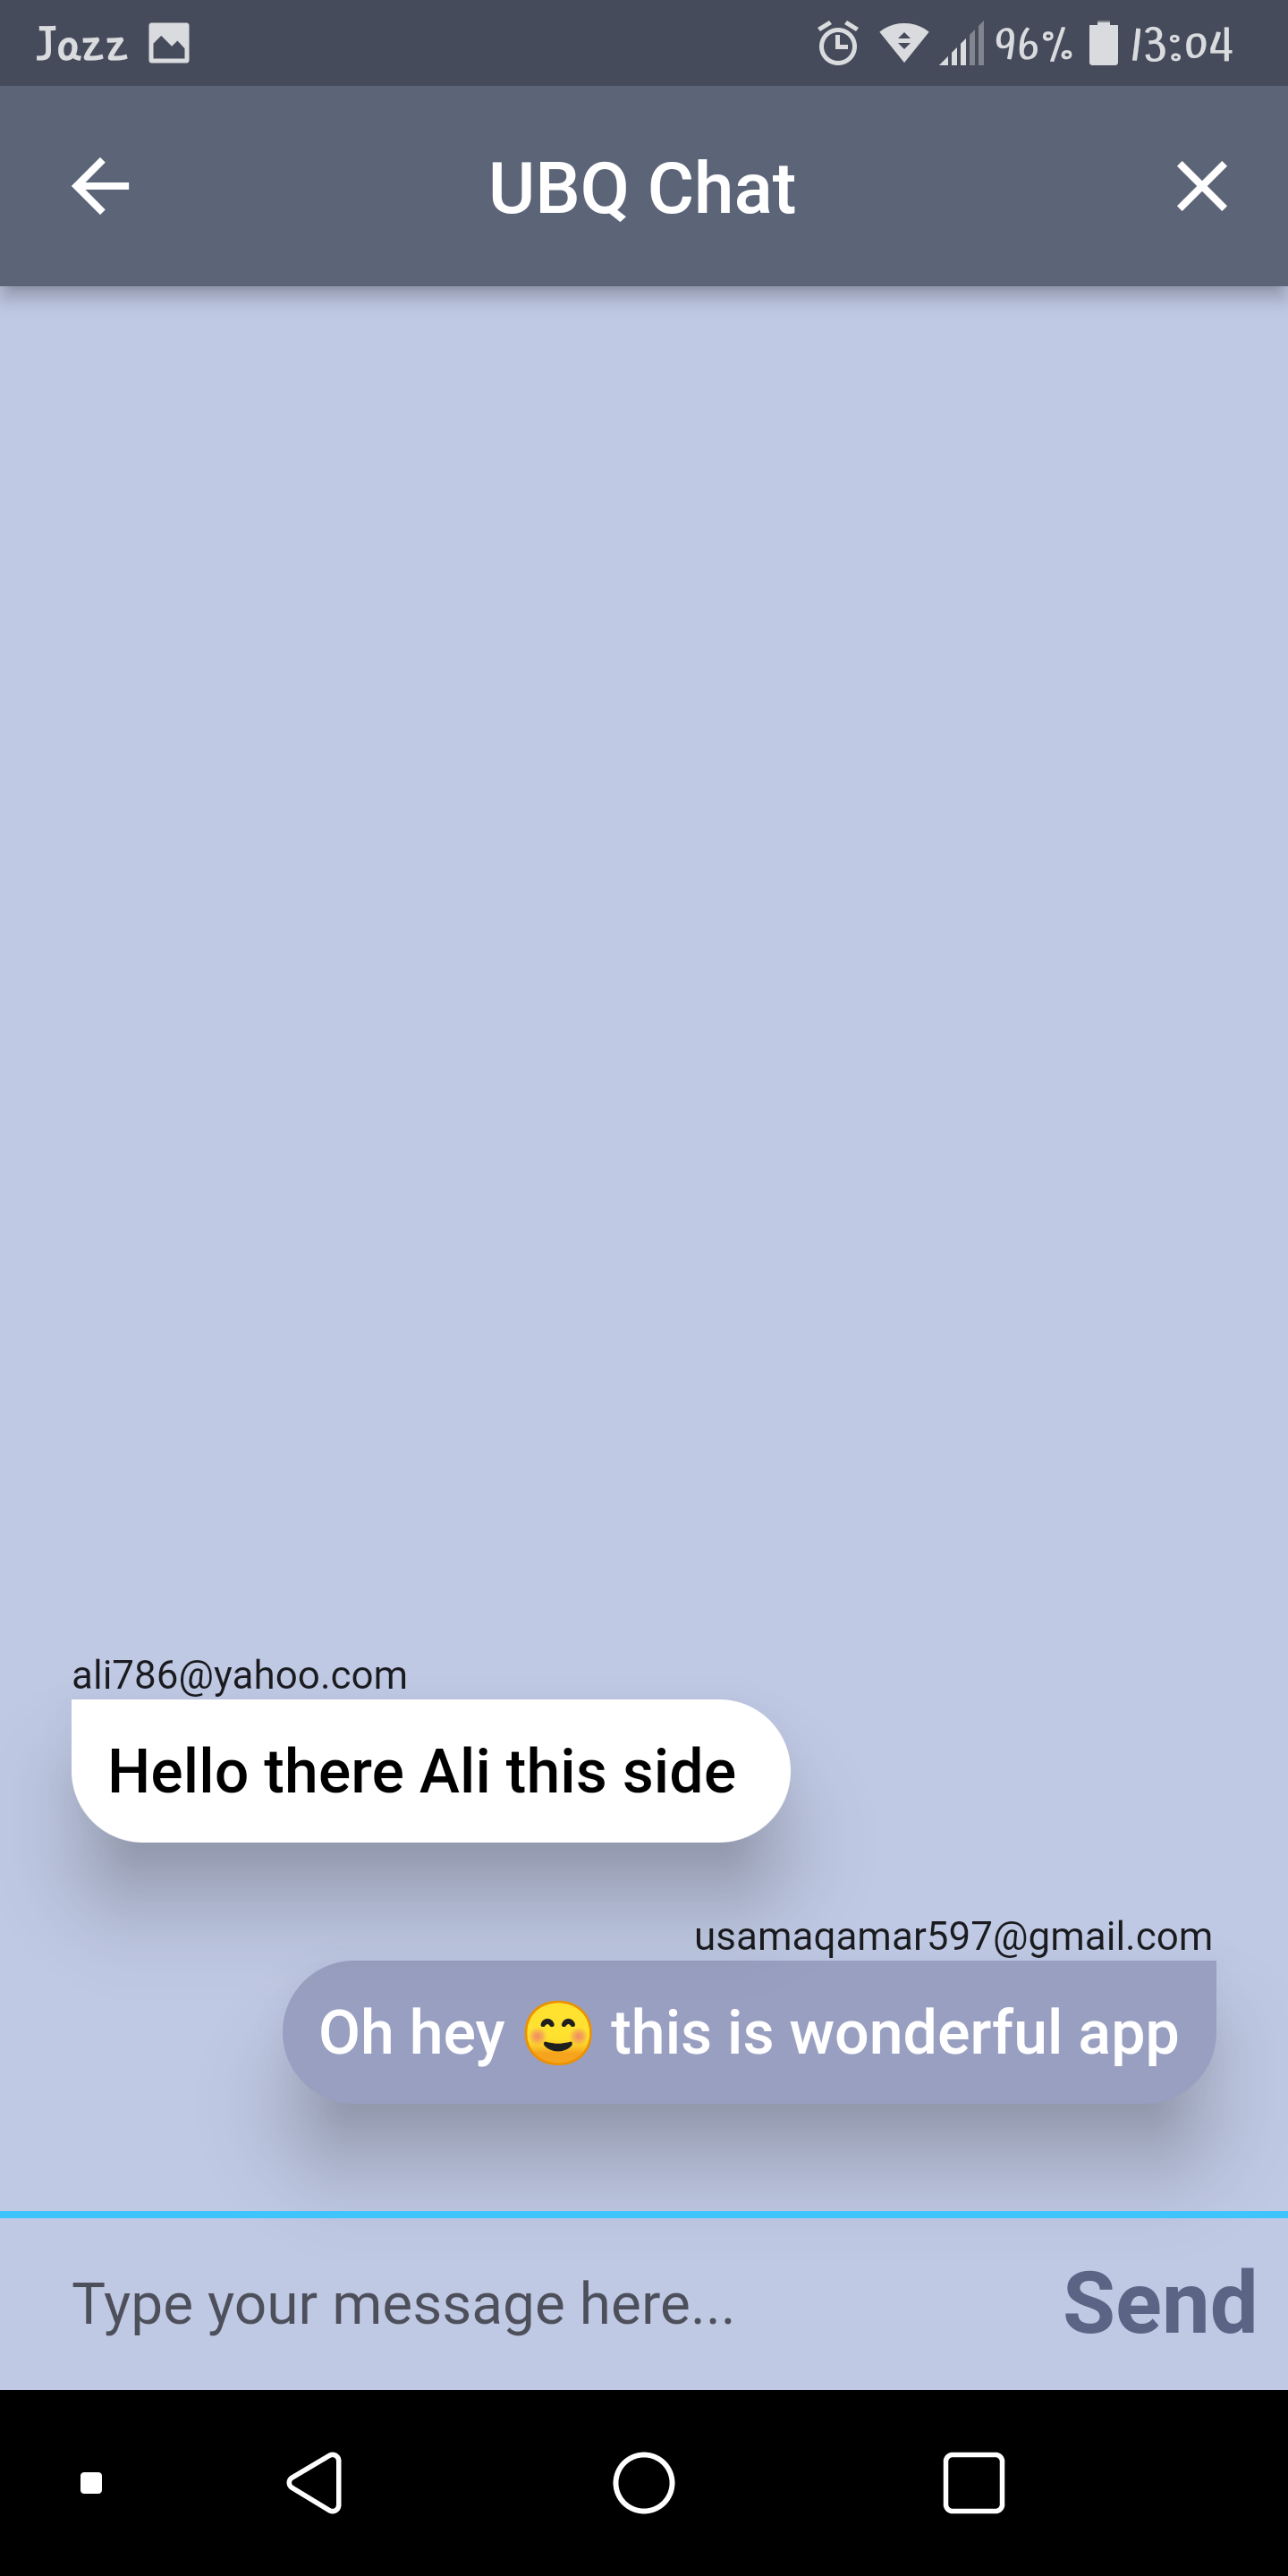 Jazz 96% 13:04
UBQ Chat
ali786@yahoo.com
Hello there Ali this side
usamaqamar597@gmail.com
Oh hey 😊 this is wonderful app
Type your message here...
Send